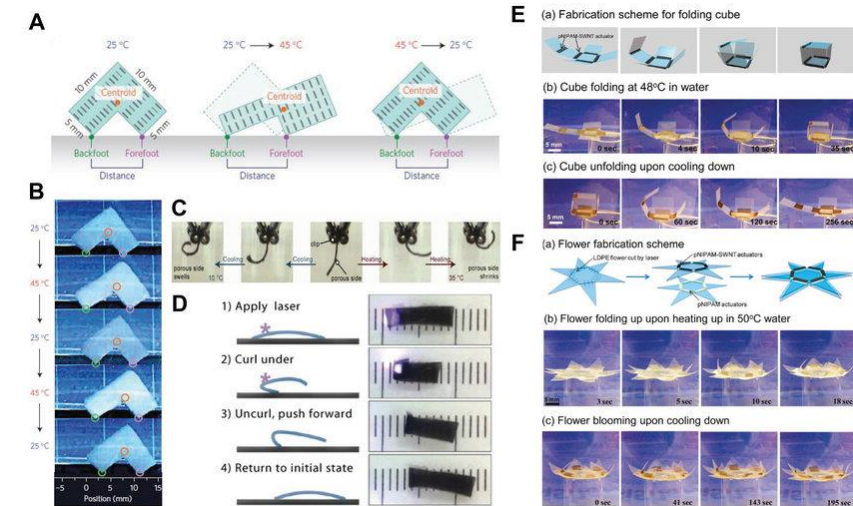 A
25 °C
25 °C → 45 °C
45 °C → 25 °C
10 mm
10 mm
Centroid
Centroid
Centroid
5 mm
5 mm
Backfoot
Forefoot
Backfoot
Forefoot
Backfoot
Forefoot
Distance
Distance
Distance
B
25 °C
45 °C
25 °C
45 °C
25 °C
-5 0 5 10 15
Position (mm)
C
clip
Cooling
Cooling
Heating
Heating
porous side
swells
10 °C
porous side
35 °C
porous side
shrinks
D
1) Apply laser
2) Curl under
3) Uncurl, push forward
4) Return to initial state
E
(a) Fabrication scheme for folding cube
pNIPAM-SWNT actuator
(b) Cube folding at 48°C in water
5 mm
0 sec
4 sec
10 sec
35 sec
(c) Cube unfolding upon cooling down
5 mm
0 sec
60 sec
120 sec
256 sec
F
(a) Flower fabrication scheme
LDPE flower cut by laser
pNIPAM-SWNT actuators
pNIPAM actuators
(b) Flower folding up upon heating up in 50°C water
5 mm
3 sec
5 sec
10 sec
18 sec
(c) Flower blooming upon cooling down
0 sec
41 sec
143 sec
195 sec